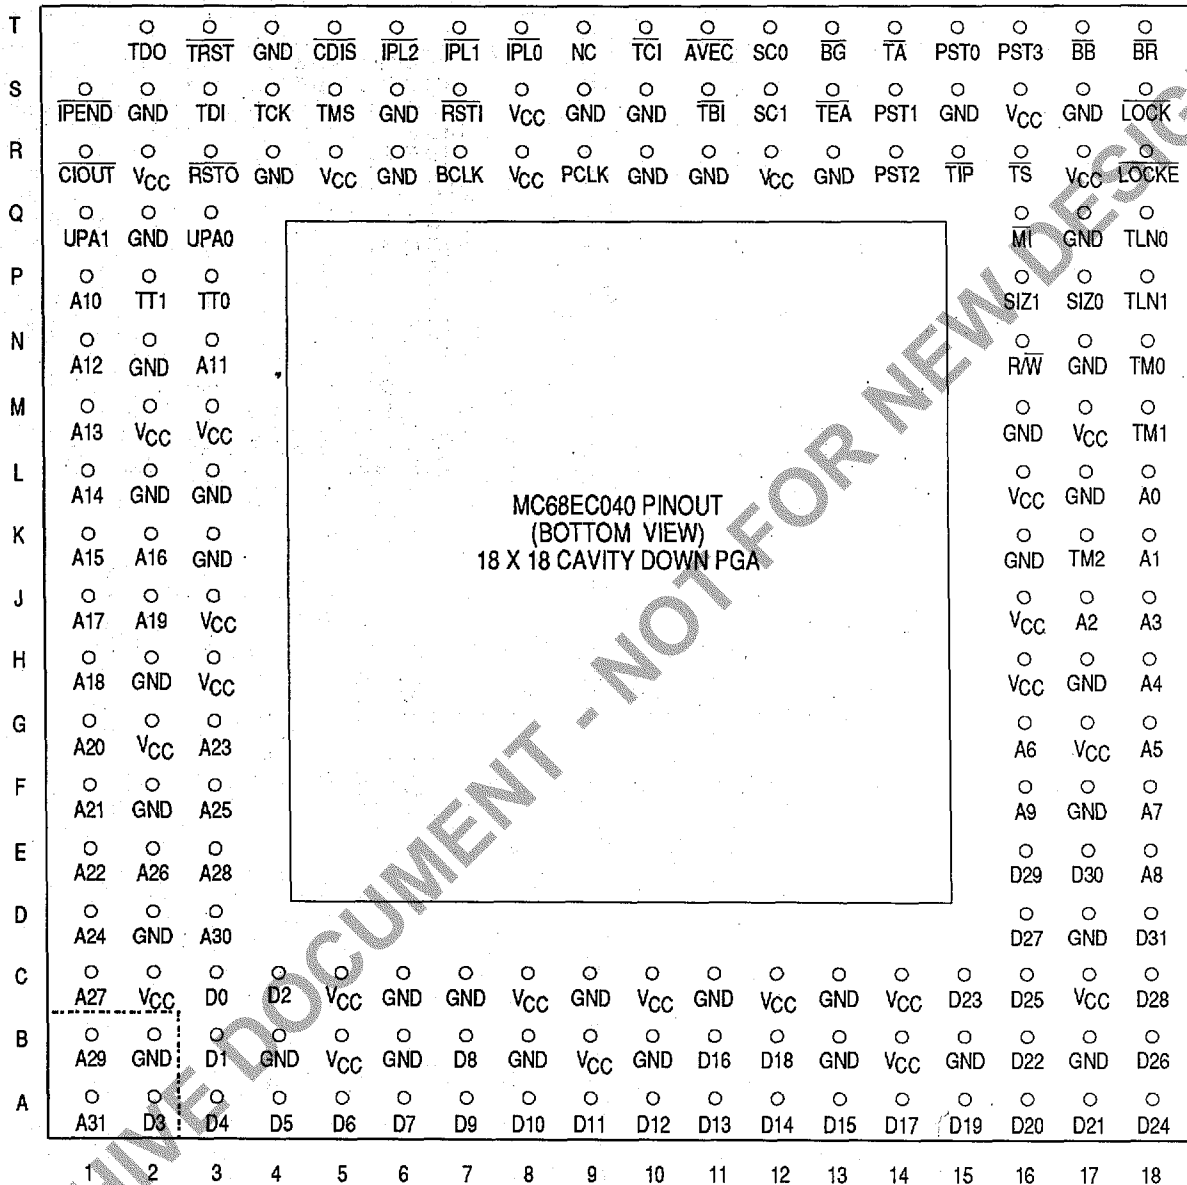 T
TDO TRST GND CDIS IPL2 IPL1 IPL0 NC TCI AVEC SC0 BG TA PST0 PST3 BB BR
S
IPEND GND TDI TCK TMS GND RSTI VCC GND GND TBI SC1 TEA PST1 GND VCC GND LOCK
R
CIOUT VCC RSTO GND VCC GND BCLK VCC PCLK GND GND VCC GND PST2 TIP TS VCC LOCKE
Q
UPA1 GND UPA0 MI GND TLN0
P
A10 TT1 TT0 SIZ1 SIZ0 TLN1
N
A12 GND A11 R/W GND TM0
M
A13 VCC VCC GND VCC TM1
L
A14 GND GND VCC GND A0
MC68EC040 PINOUT
(BOTTOM VIEW)
18 X 18 CAVITY DOWN PGA
K
A15 A16 GND GND TM2 A1
J
A17 A19 VCC VCC A2 A3
H
A18 GND VCC VCC GND A4
G
A20 VCC A23 A6 VCC A5
F
A21 GND A25 A9 GND A7
E
A22 A26 A28 D29 D30 A8
D
A24 GND A30 D27 GND D31
C
A27 VCC D0 D2 VCC GND GND VCC GND VCC GND VCC GND VCC D23 D25 VCC D28
B
A29 GND D1 GND VCC GND D8 GND VCC GND D16 D18 GND VCC GND D22 GND D26
A
A31 D3 D4 D5 D6 D7 D9 D10 D11 D12 D13 D14 D15 D17 D19 D20 D21 D24
1 2 3 4 5 6 7 8 9 10 11 12 13 14 15 16 17 18
HIVE DOCUMENT - NOT FOR NEW DESIG